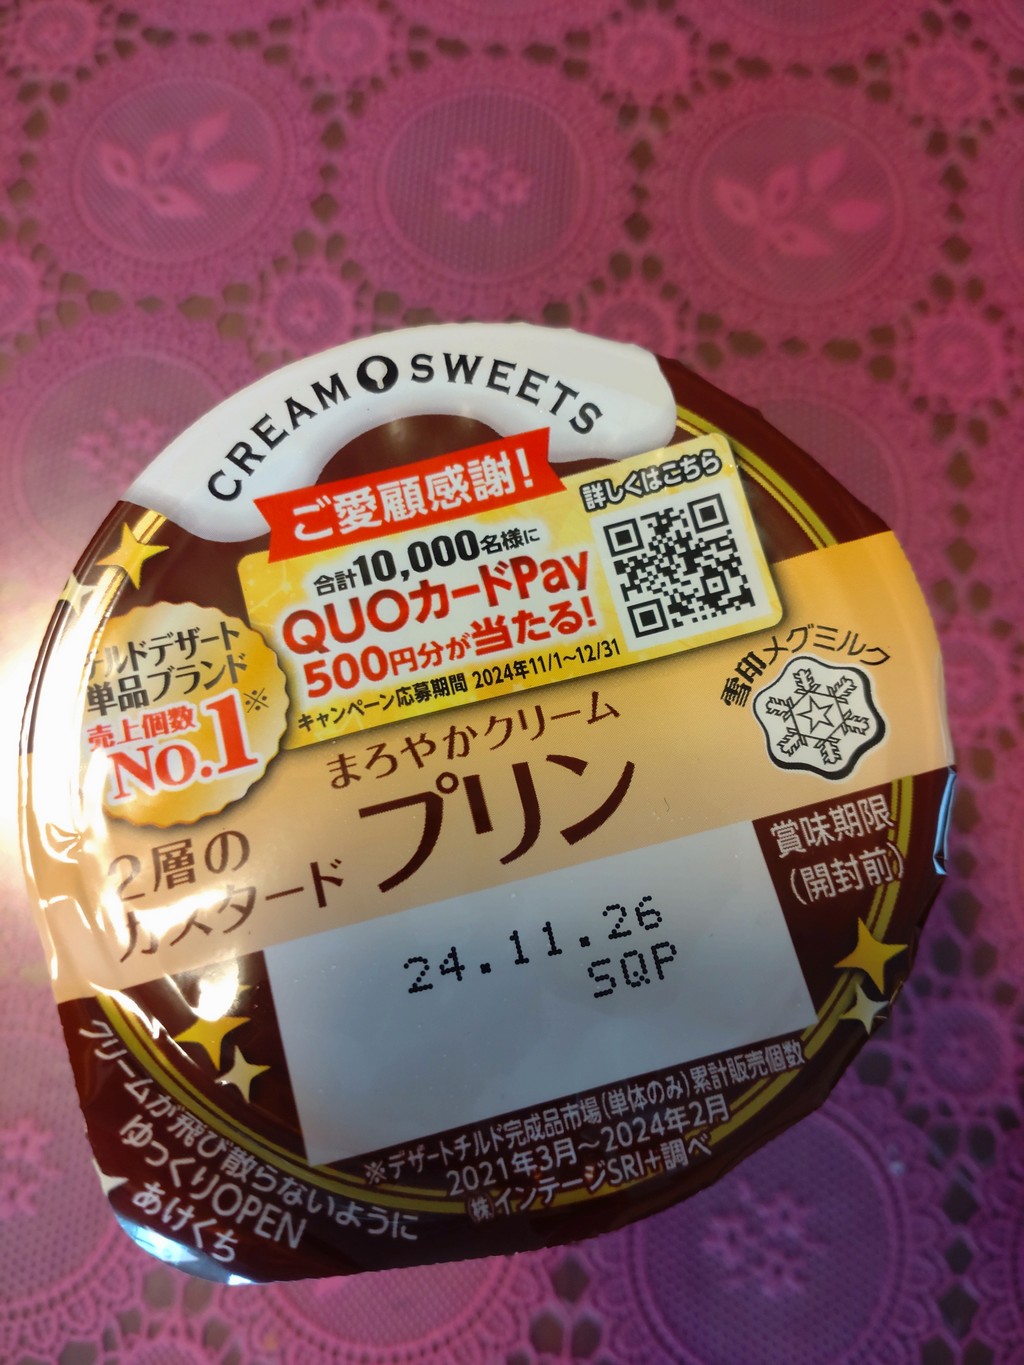 CREAM SWEETS
ご愛顧感謝!
合計10,000名様に
QUOカードPay
500円分が当たる!
キャンペーン応募期間 2024年11/1〜12/31
詳しくはこちら
チルドデザート
単品ブランド※
売上個数
No.1
雪印メグミルク
まろやかクリーム
プリン
2層の
カスタード
賞味期限
(開封前)
24.11.26
SQP
※デザートチルド完成品市場(単体のみ)累計販売個数
2021年3月〜2024年2月
㈱インテージSRI+調べ
クリームが飛び散らないように
ゆっくりOPEN
あけくち